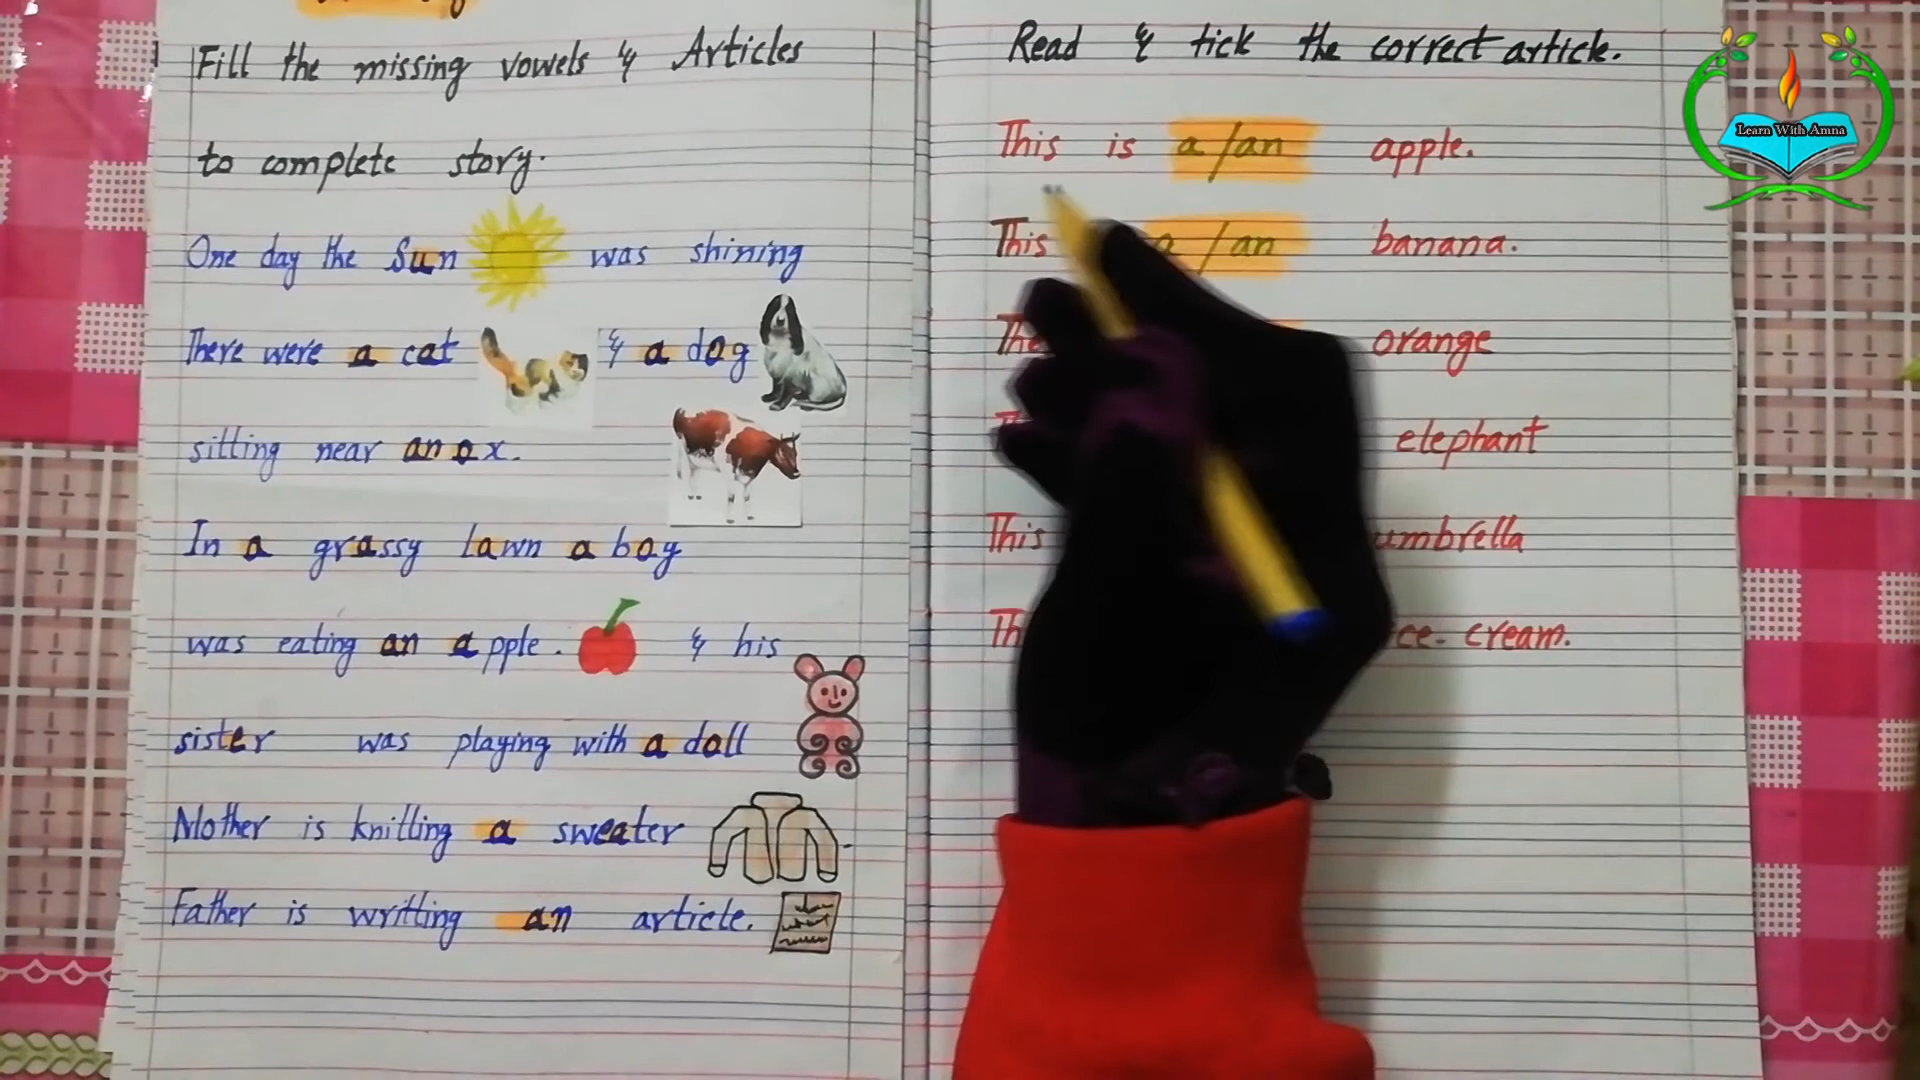 Fill the missing vowels & Articles
to complete story.
One day the Sun was shining
There were a cat & a dog
sitting near an ox.
In a grassy lawn a boy
was eating an apple. & his
sister was playing with a doll
Mother is knitting a sweater
Father is writting an article.
Read & tick the correct article.
This is a/an apple.
This a/an banana.
orange
elephant
This umbrella
cream.
Learn With Amna